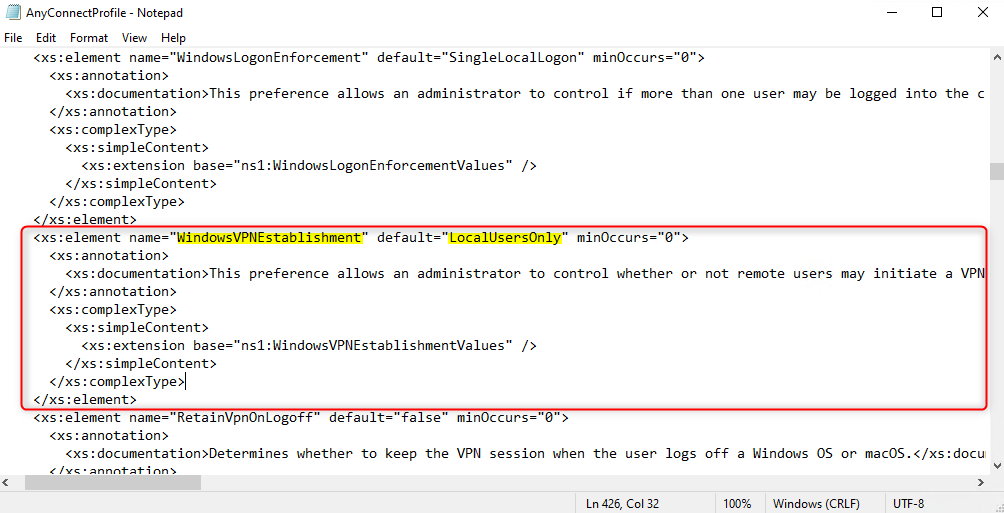 AnyConnectProfile - Notepad
File Edit Format View Help
<xs:element name="WindowsLogonEnforcement" default="SingleLocalLogon" minOccurs="0">
<xs:annotation>
<xs:documentation>This preference allows an administrator to control if more than one user may be logged into the c
</xs:annotation>
<xs:complexType>
<xs:simpleContent>
<xs:extension base="ns1:WindowsLogonEnforcementValues" />
</xs:simpleContent>
</xs:complexType>
</xs:element>
<xs:element name="WindowsVPNEstablishment" default="LocalUsersOnly" minOccurs="0">
<xs:annotation>
<xs:documentation>This preference allows an administrator to control whether or not remote users may initiate a VPN
</xs:annotation>
<xs:complexType>
<xs:simpleContent>
<xs:extension base="ns1:WindowsVPNEstablishmentValues" />
</xs:simpleContent>
</xs:complexType>
</xs:element>
<xs:element name="RetainVpnOnLogoff" default="false" minOccurs="0">
<xs:annotation>
<xs:documentation>Determines whether to keep the VPN session when the user logs off a Windows OS or macOS.</xs:docu
</xs:annotation>
Ln 426, Col 32 100% Windows (CRLF) UTF-8